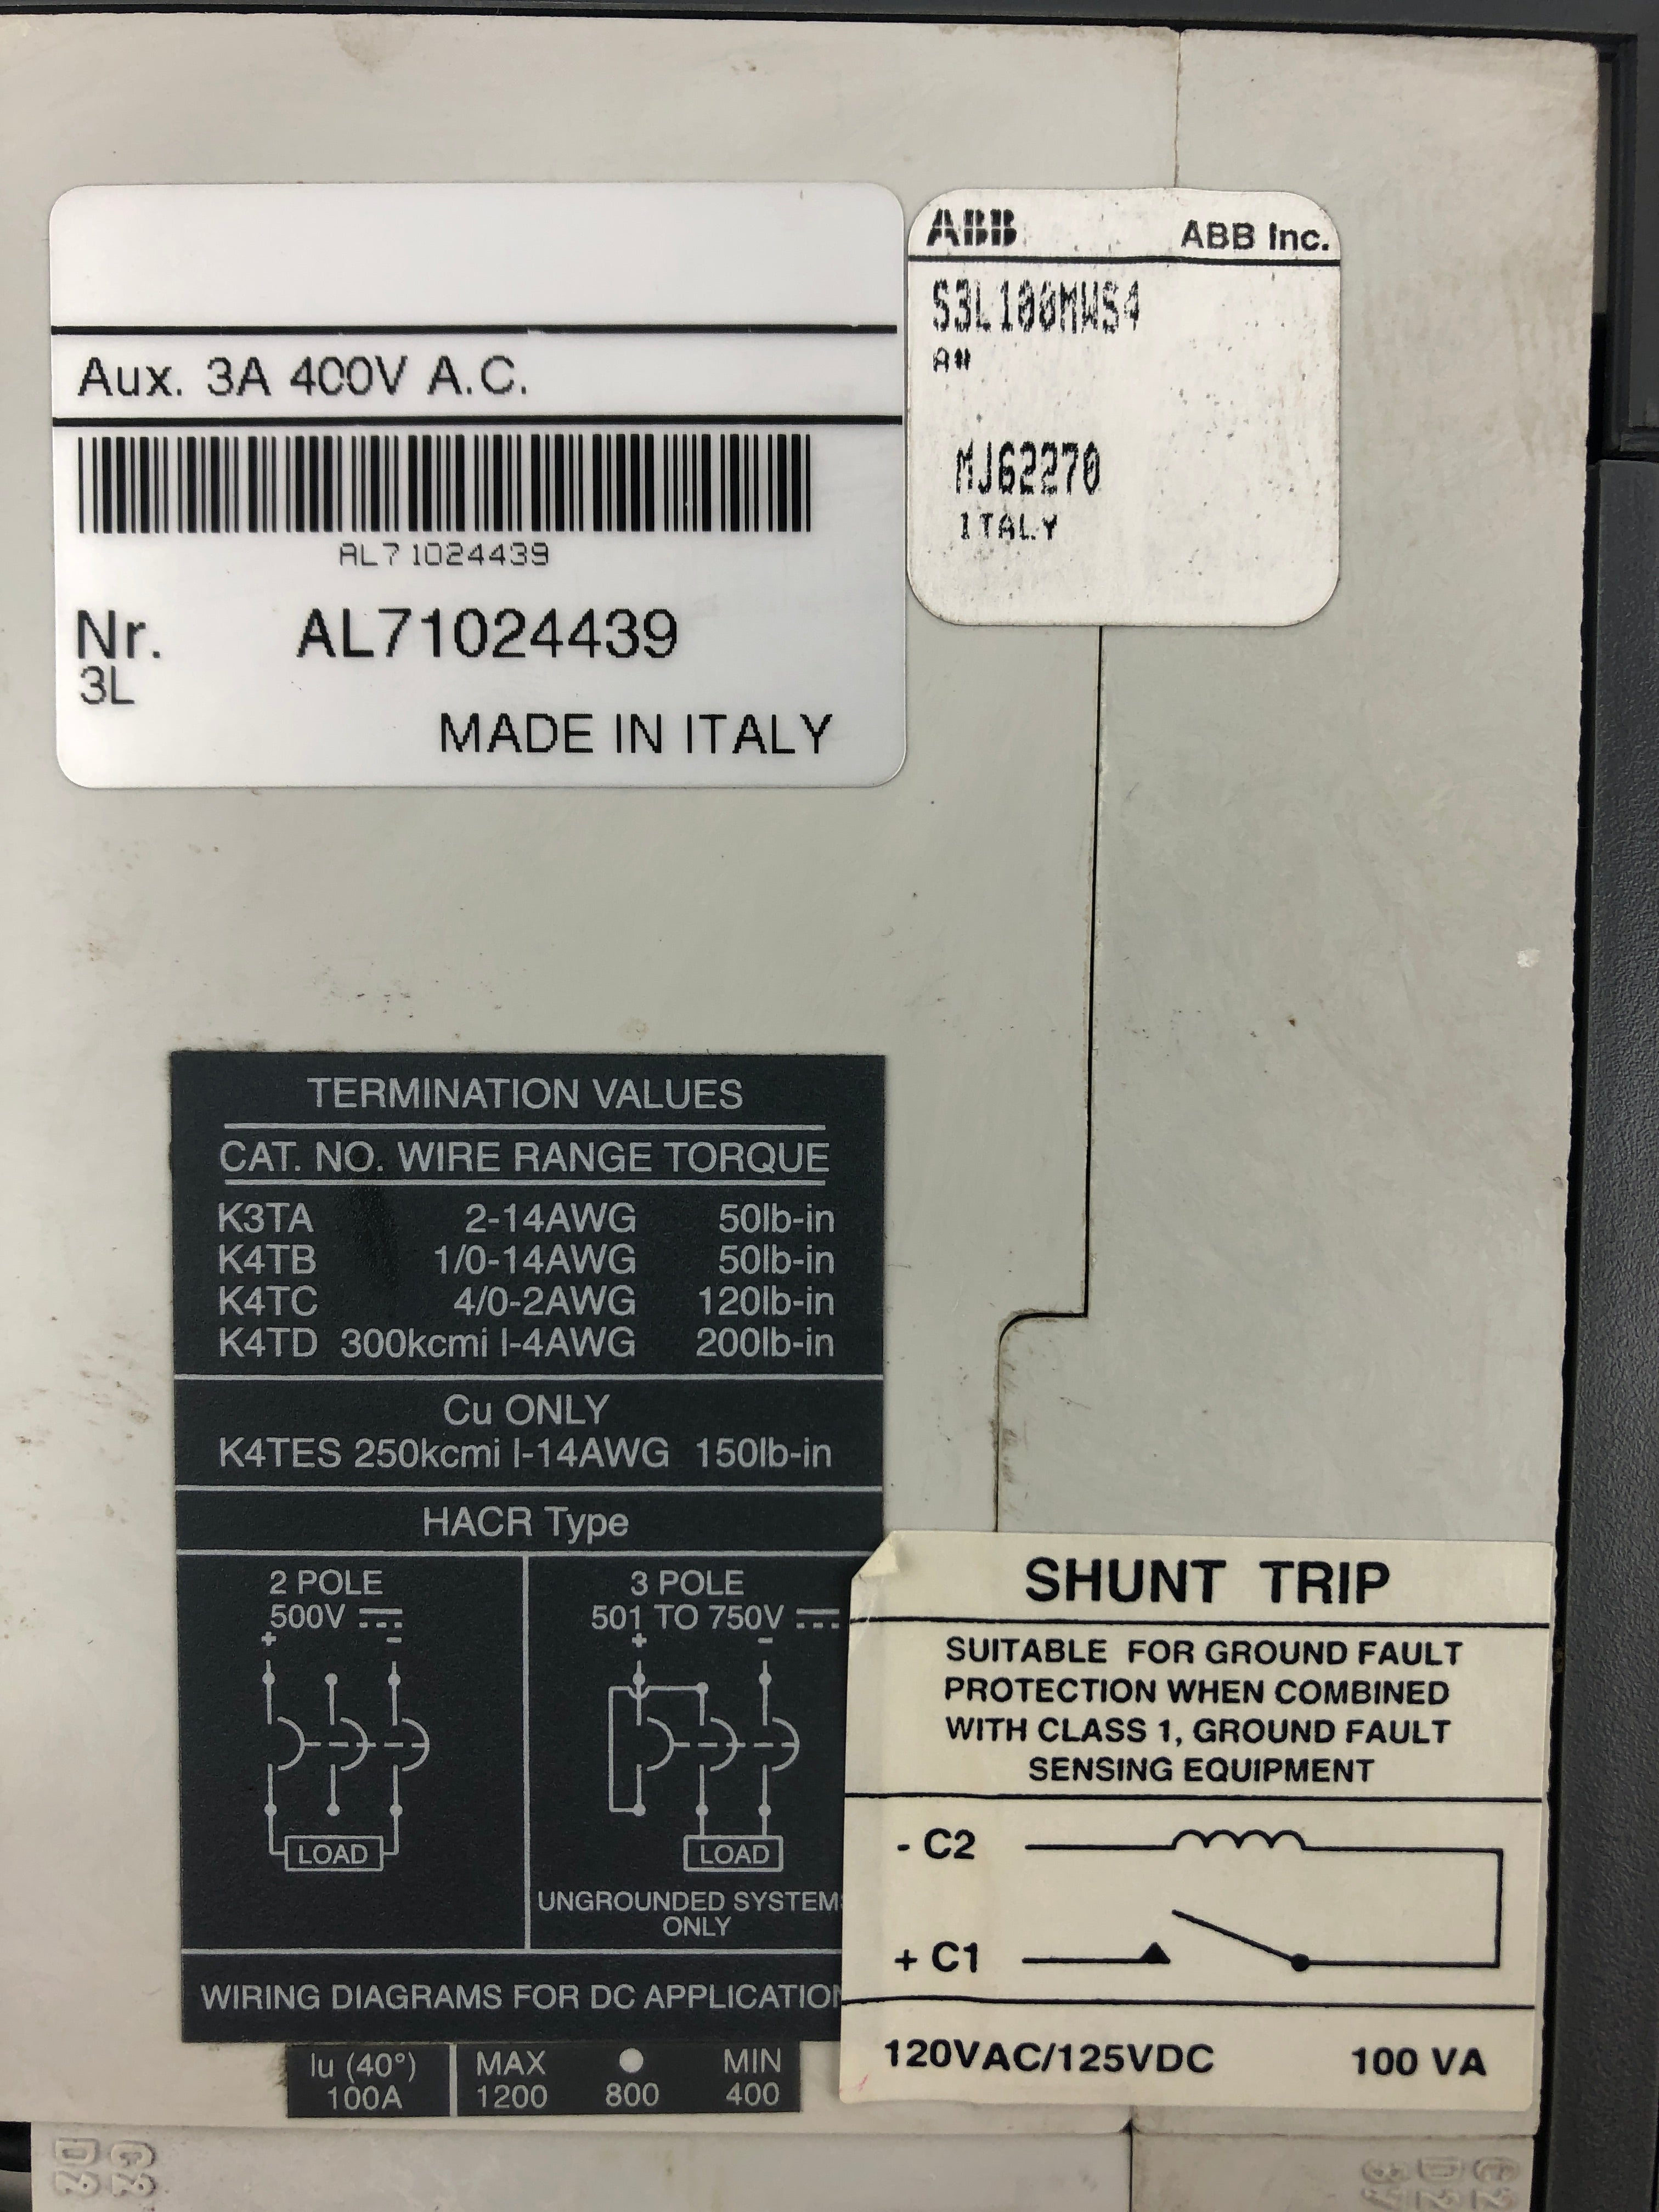 Aux. 3A 400V A.C.
AL71024439
Nr. AL71024439
3L
MADE IN ITALY
ABB ABB Inc.
S3L100MWS4
A#
MJ62270
ITALY
TERMINATION VALUES
CAT. NO. WIRE RANGE TORQUE
K3TA 2-14AWG 50lb-in
K4TB 1/0-14AWG 50lb-in
K4TC 4/0-2AWG 120lb-in
K4TD 300kcmi l-4AWG 200lb-in
Cu ONLY
K4TES 250kcmi l-14AWG 150lb-in
HACR Type
2 POLE
500V
+ -
LOAD
3 POLE
501 TO 750V
+ -
LOAD
UNGROUNDED SYSTEMS
ONLY
WIRING DIAGRAMS FOR DC APPLICATION
Iu (40°) MAX MIN
100A 1200 800 400
SHUNT TRIP
SUITABLE FOR GROUND FAULT
PROTECTION WHEN COMBINED
WITH CLASS 1, GROUND FAULT
SENSING EQUIPMENT
- C2
+ C1
120VAC/125VDC 100 VA